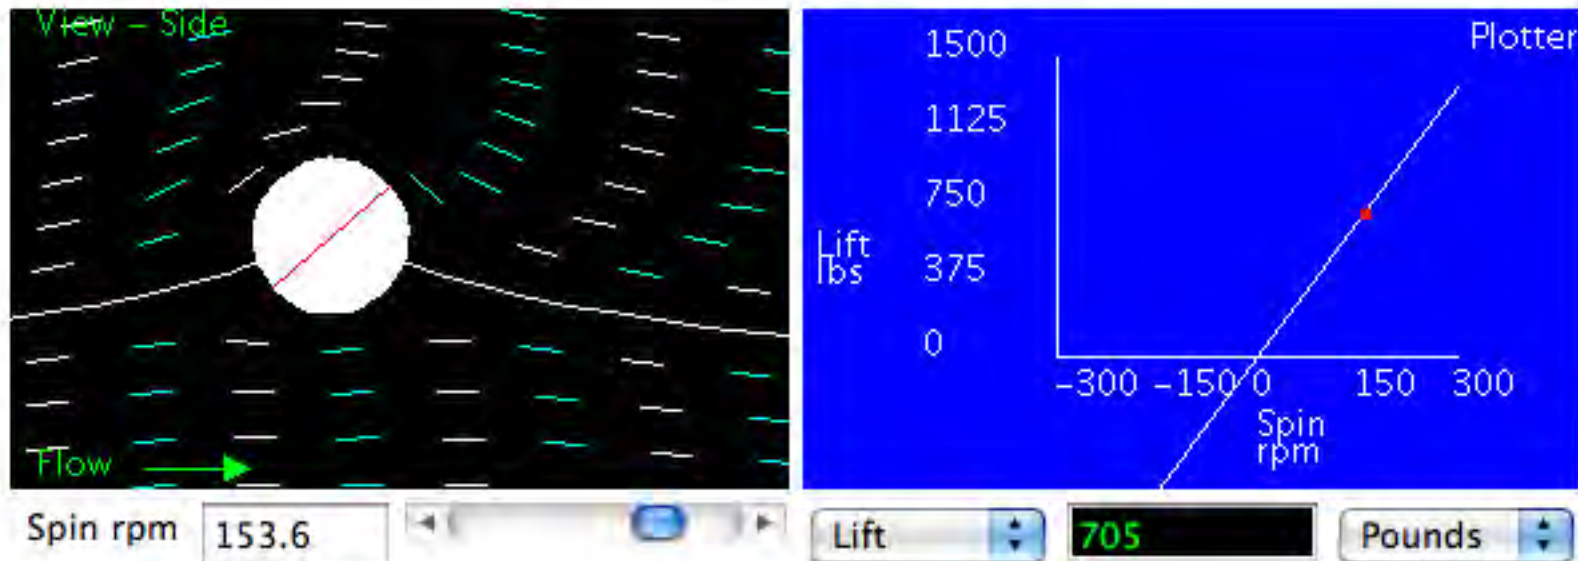 View - Side
Flow
Spin rpm 153.6
Plotter
1500
1125
750
375
0
Lift
lbs
-300 -150 0 150 300
Spin
rpm
Lift 705 Pounds